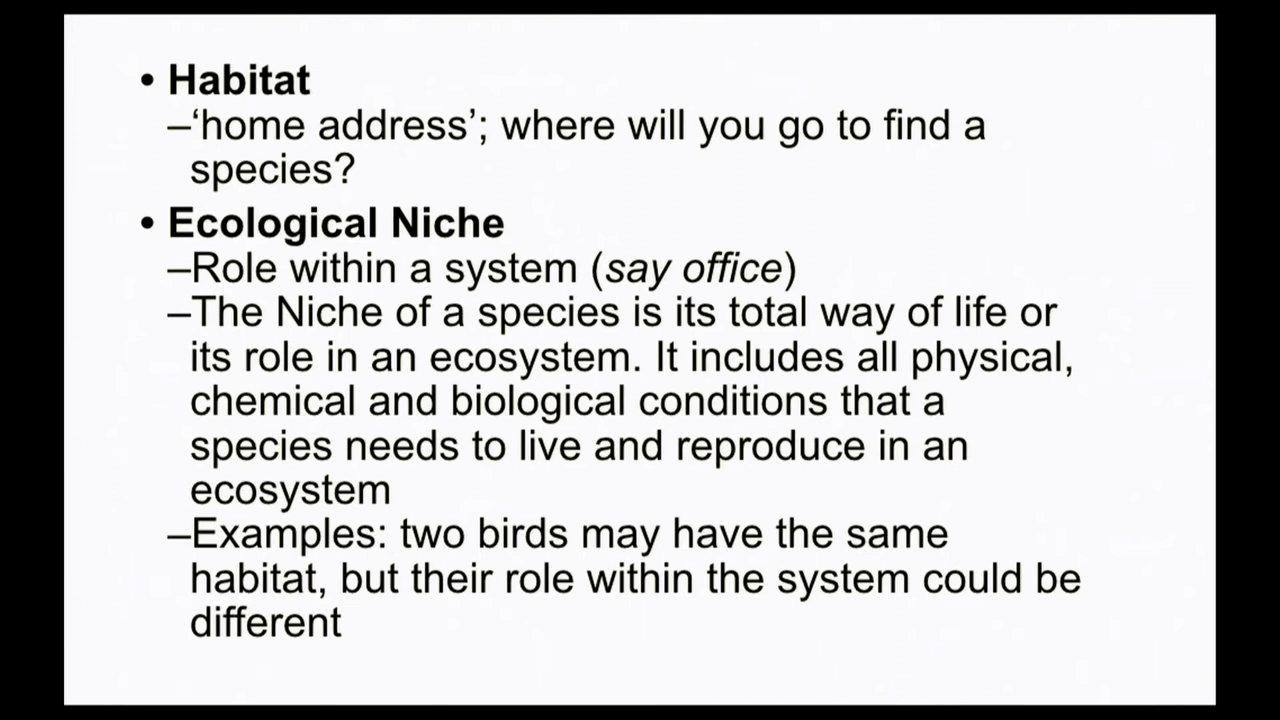 • Habitat
–‘home address’; where will you go to find a
species?
• Ecological Niche
–Role within a system (say office)
–The Niche of a species is its total way of life or
its role in an ecosystem. It includes all physical,
chemical and biological conditions that a
species needs to live and reproduce in an
ecosystem
–Examples: two birds may have the same
habitat, but their role within the system could be
different